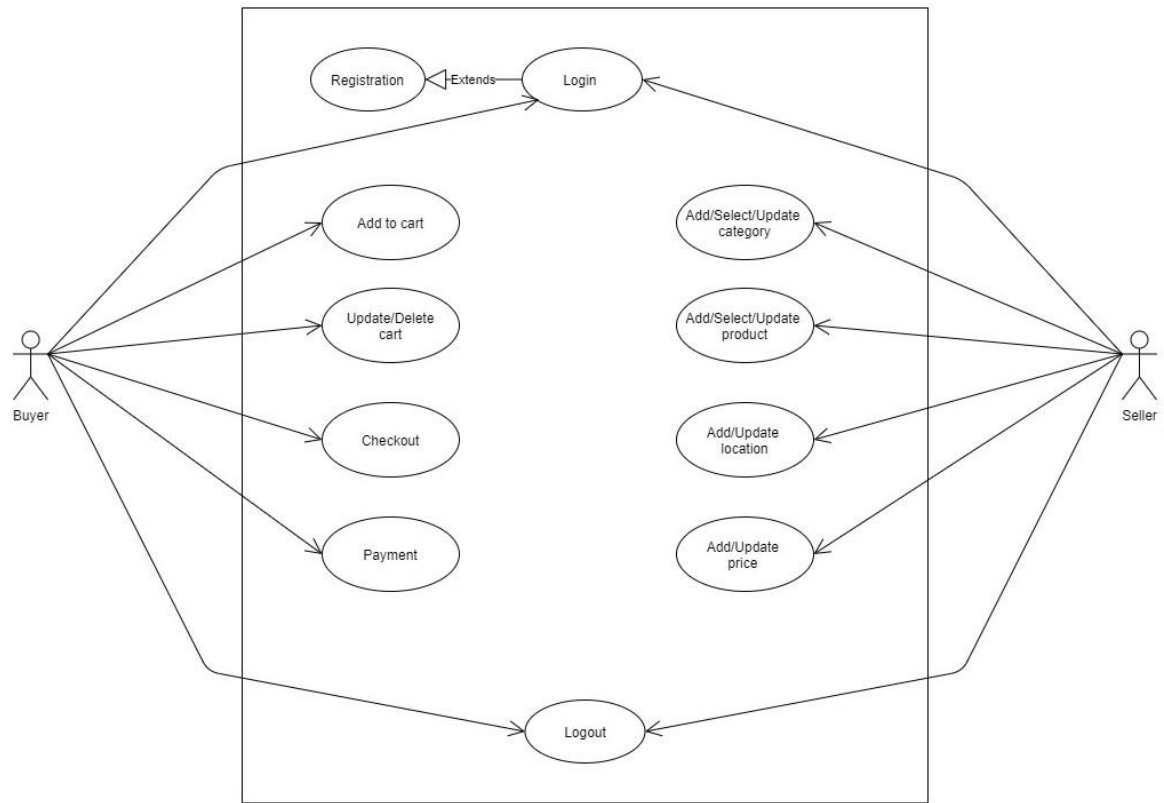 Registration
Extends
Login
Add to cart
Add/Select/Update
category
Update/Delete
cart
Add/Select/Update
product
Buyer
Seller
Checkout
Add/Update
location
Payment
Add/Update
price
Logout